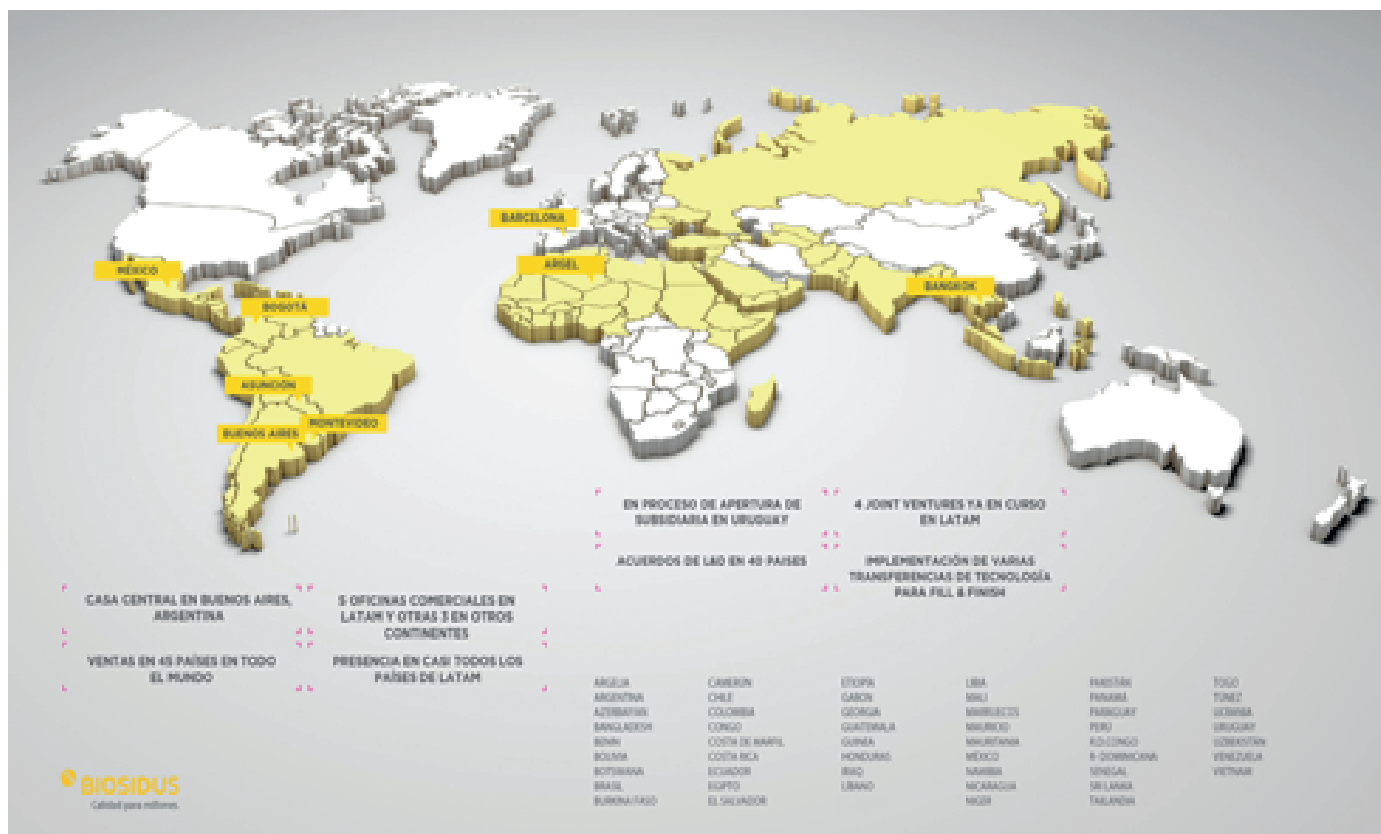 BARCELONA
MÉXICO
ARGEL
BANGKOK
BOGOTÁ
ASUNCIÓN
MONTEVIDEO
BUENOS AIRES
EN PROCESO DE APERTURA DE
SUBSIDIARIA EN URUGUAY
4 JOINT VENTURES YA EN CURSO
EN LATAM
ACUERDOS DE L&D EN 40 PAISES
IMPLEMENTACIÓN DE VARIAS
TRANSFERENCIAS DE TECNOLOGÍA
PARA FILL & FINISH
CASA CENTRAL EN BUENOS AIRES,
ARGENTINA
5 OFICINAS COMERCIALES EN
LATAM Y OTRAS 3 EN OTROS
CONTINENTES
VENTAS EN 45 PAÍSES EN TODO
EL MUNDO
PRESENCIA EN CASI TODOS LOS
PAÍSES DE LATAM
ARGELIA
ARGENTINA
AZERBAYAN
BANGLADESH
BENIN
BOLIVIA
BOTSWANA
BRASIL
BURKINA FASO
CAMERÚN
CHILE
COLOMBIA
CONGO
COSTA DE MARFIL
COSTA RICA
ECUADOR
EGIPTO
EL SALVADOR
ETIOPÍA
GABON
GEORGIA
GUATEMALA
GUINEA
HONDURAS
IRAQ
LÍBANO
LIBIA
MALI
MARRUECOS
MAURICIO
MAURITANIA
MÉXICO
NAMIBIA
NICARAGUA
NIGER
PAKISTÁN
PANAMÁ
PARAGUAY
PERÚ
R.D.CONGO
R. DOMINICANA
SENEGAL
SRI LANKA
TAILANDIA
TOGO
TÚNEZ
UCRANIA
URUGUAY
UZBEKISTÁN
VENEZUELA
VIETNAM
BIOSIDUS
Calidad para millones.